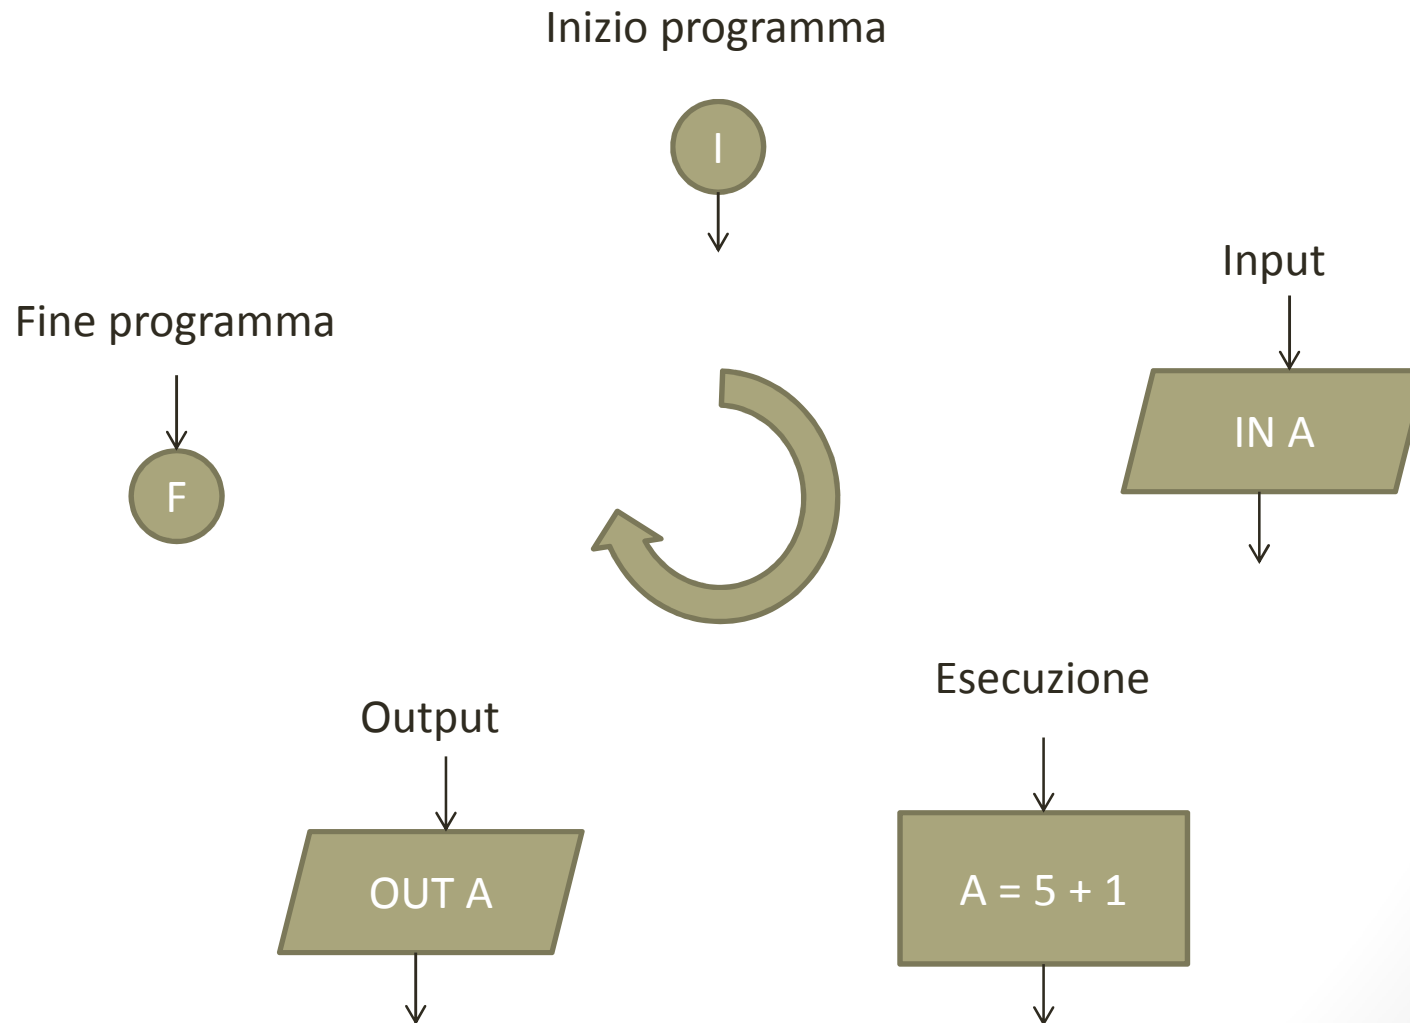 Inizio programma
I
Input
IN A
Esecuzione
A = 5 + 1
Output
OUT A
Fine programma
F